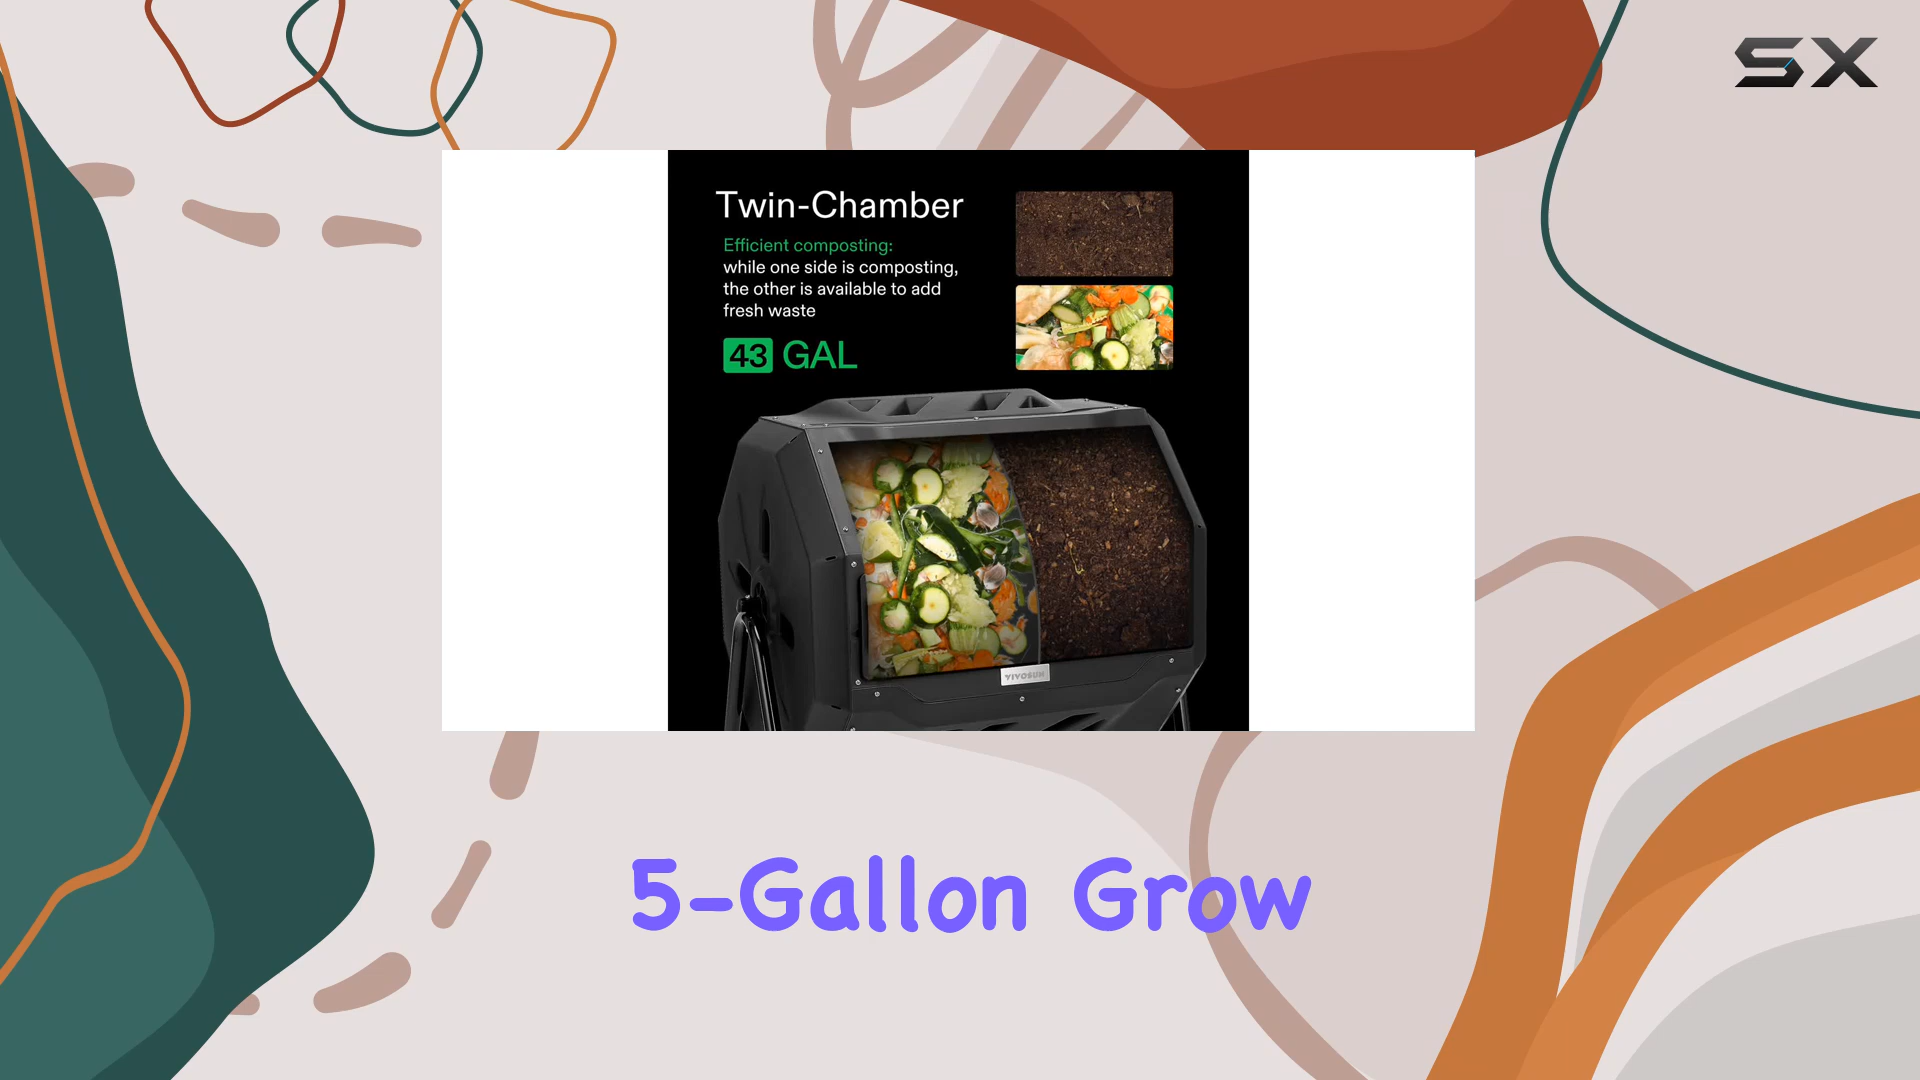 SX
Twin-Chamber
Efficient composting:
while one side is composting,
the other is available to add
fresh waste
43 GAL
VIVOSUN
5-Gallon Grow